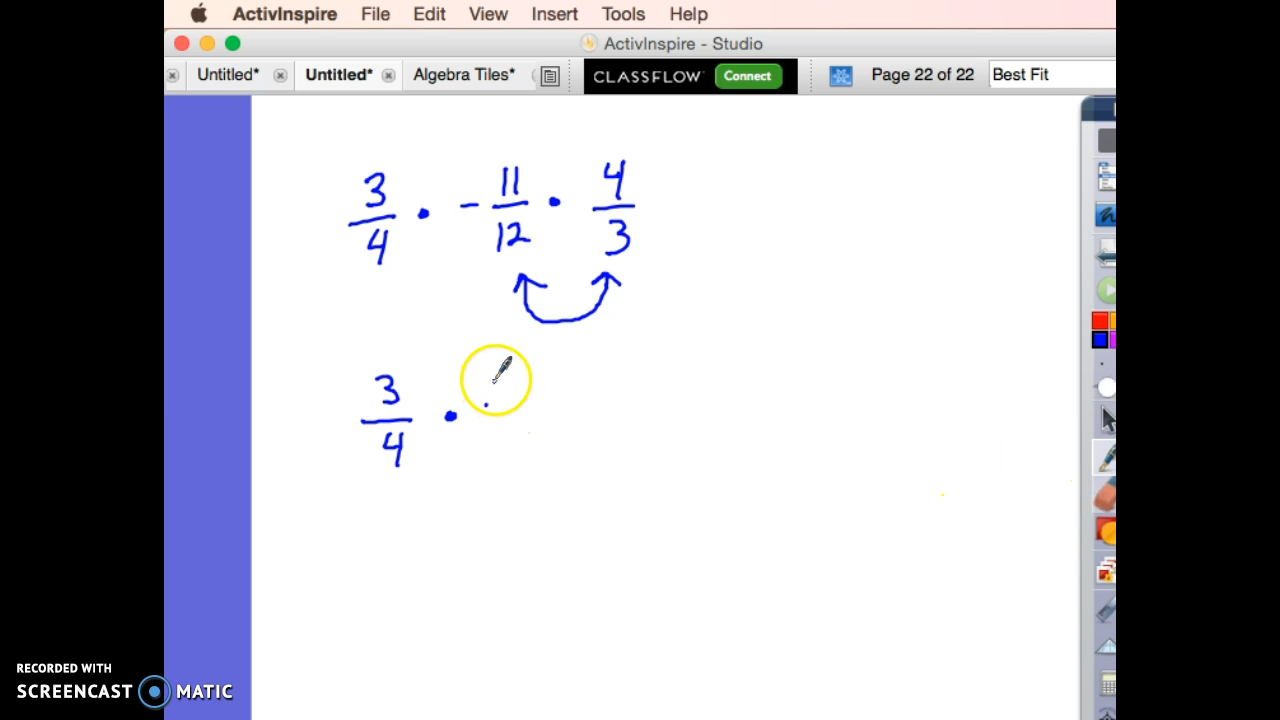 ActivInspire File Edit View Insert Tools Help
ActivInspire - Studio
Untitled* Untitled* Algebra Tiles* CLASSFLOW Connect Page 22 of 22 Best Fit
3/4 · - 11/12 · 4/3
3/4 ·
RECORDED WITH
SCREENCAST MATIC